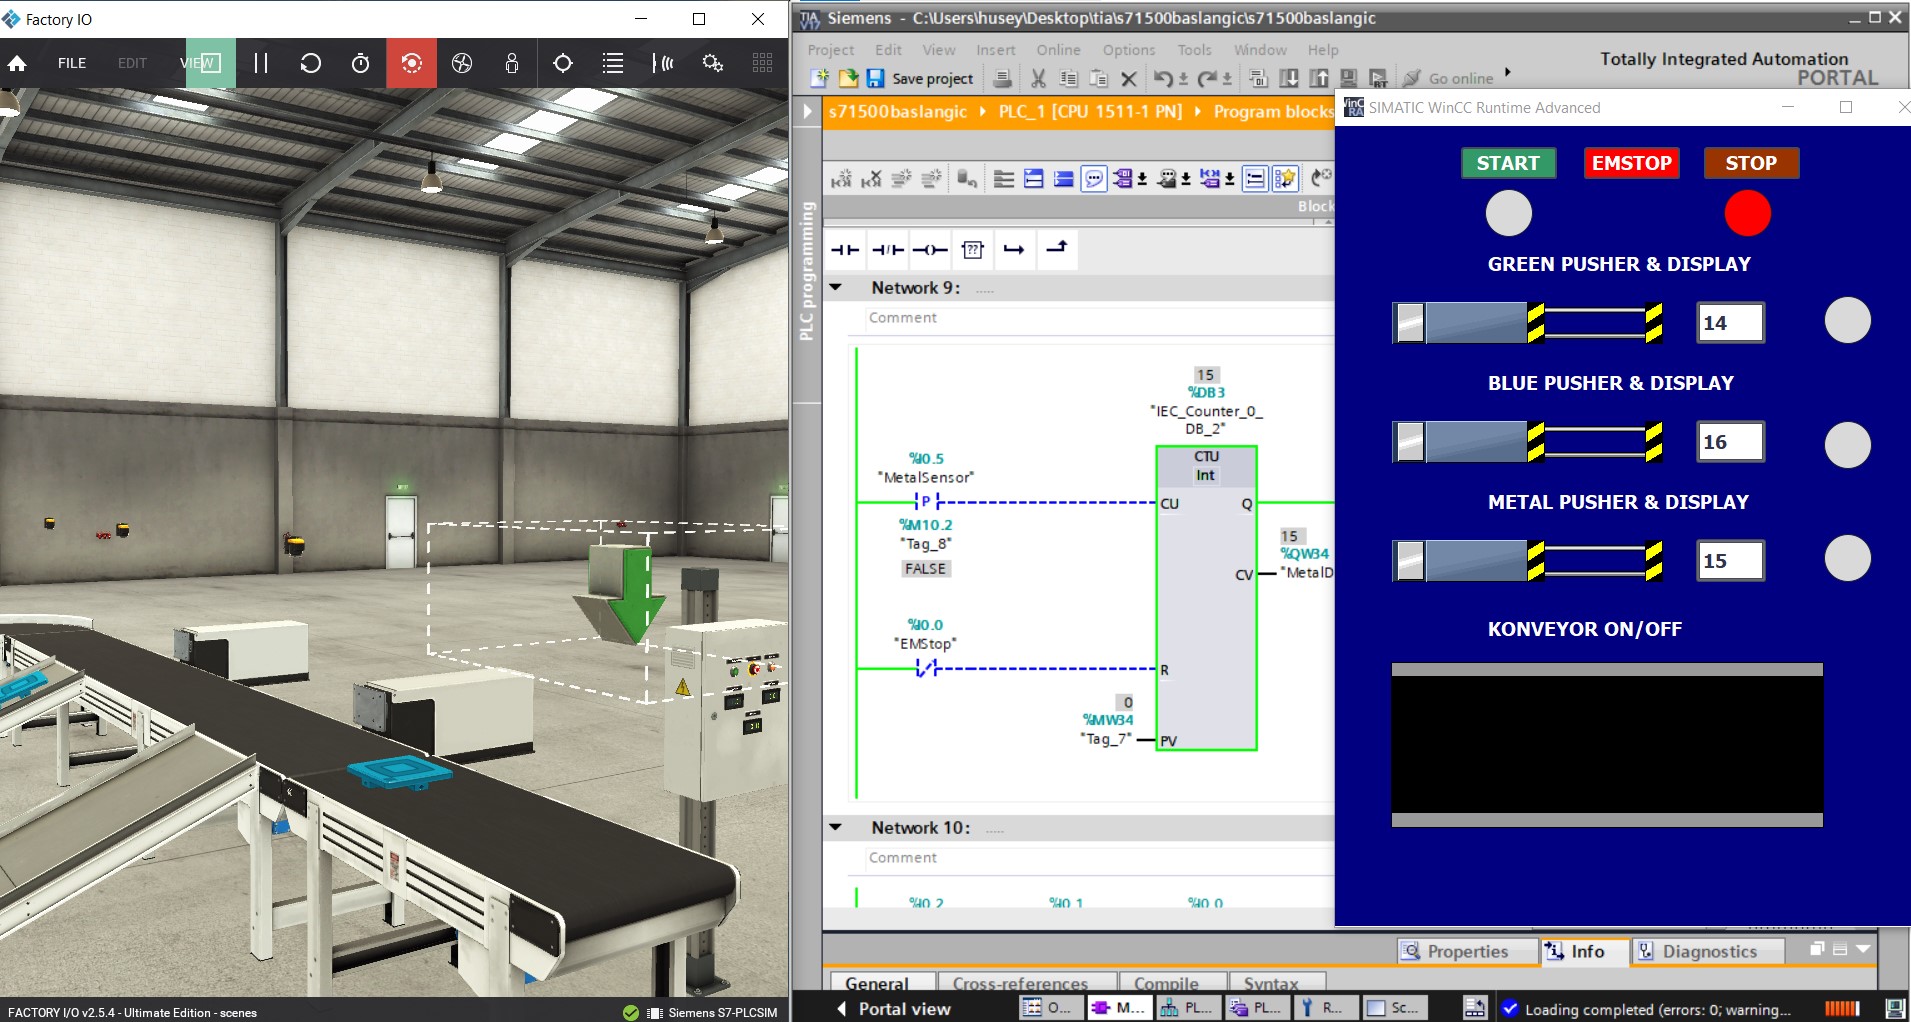 Factory IO
FILE
EDIT
VIEW
FACTORY I/O v2.5.4 - Ultimate Edition - scenes
Siemens S7-PLCSIM
Siemens - C:\Users\husey\Desktop\tia\s71500baslangic\s71500baslangic
Project Edit View Insert Online Options Tools Window Help
Save project
Go online
Totally Integrated Automation
PORTAL
s71500baslangic
PLC_1 [CPU 1511-1 PN]
Program blocks
PLC programming
Block
??
Network 9: .....
Comment
15
%DB3
"IEC_Counter_0_
DB_2"
CTU
Int
%I0.5
"MetalSensor"
P
%M10.2
"Tag_8"
FALSE
CU
Q
15
%QW34
CV
"MetalD
%I0.0
"EMStop"
R
0
%MW34
"Tag_7"
PV
Network 10: .....
Comment
%I0.2
%I0.1
%I0.0
SIMATIC WinCC Runtime Advanced
START
EMSTOP
STOP
GREEN PUSHER & DISPLAY
14
BLUE PUSHER & DISPLAY
16
METAL PUSHER & DISPLAY
15
KONVEYOR ON/OFF
Properties
Info
Diagnostics
General
Cross-references
Compile
Syntax
Portal view
O...
M...
PL...
PL...
R...
Sc...
Loading completed (errors: 0; warning...